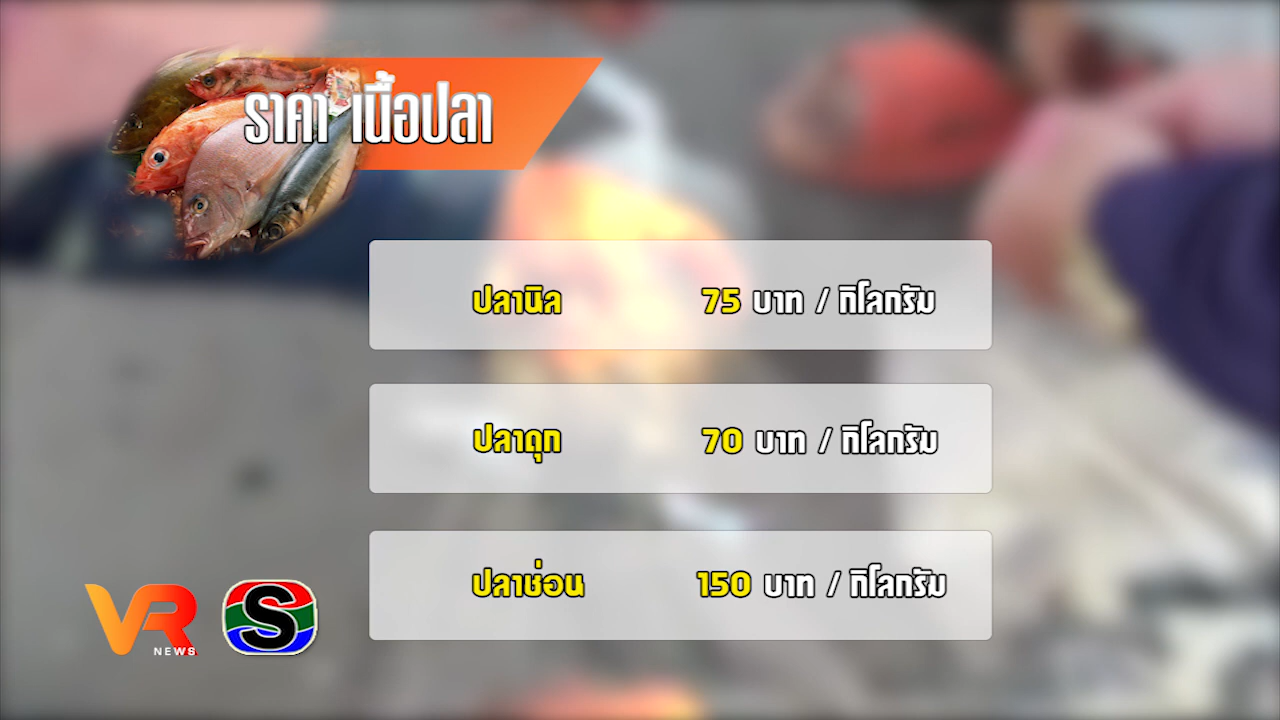 ราคา เนื้อปลา
ปลานิล 75 บาท / กิโลกรัม
ปลาดุก 70 บาท / กิโลกรัม
ปลาช่อน 150 บาท / กิโลกรัม
VR NEWS S